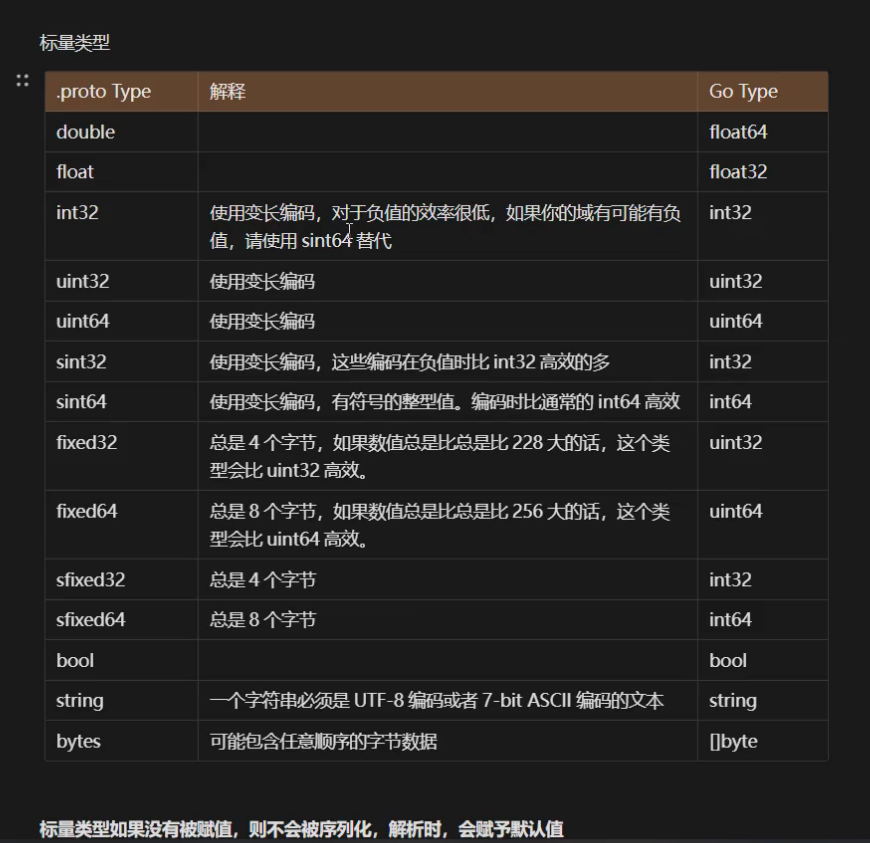 标量类型
.proto Type 解释 Go Type
double float64
float float32
int32 使用变长编码，对于负值的效率很低，如果你的域有可能有负 int32
值，请使用 sint64 替代
uint32 使用变长编码 uint32
uint64 使用变长编码 uint64
sint32 使用变长编码，这些编码在负值时比 int32 高效的多 int32
sint64 使用变长编码，有符号的整型值。编码时比通常的 int64 高效 int64
fixed32 总是 4 个字节，如果数值总是比总是比 228 大的话，这个类 uint32
型会比 uint32 高效。
fixed64 总是 8 个字节，如果数值总是比总是比 256 大的话，这个类 uint64
型会比 uint64 高效。
sfixed32 总是 4 个字节 int32
sfixed64 总是 8 个字节 int64
bool bool
string 一个字符串必须是 UTF-8 编码或者 7-bit ASCII 编码的文本 string
bytes 可能包含任意顺序的字节数据 []byte
标量类型如果没有被赋值，则不会被序列化，解析时，会赋予默认值